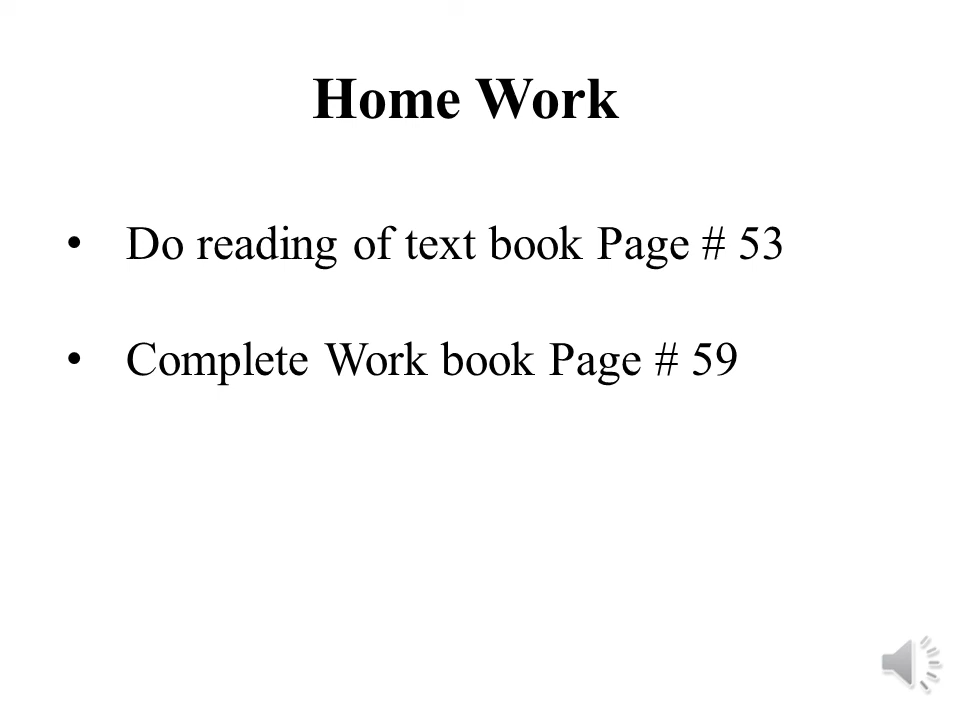 Home Work
• Do reading of text book Page # 53
• Complete Work book Page # 59